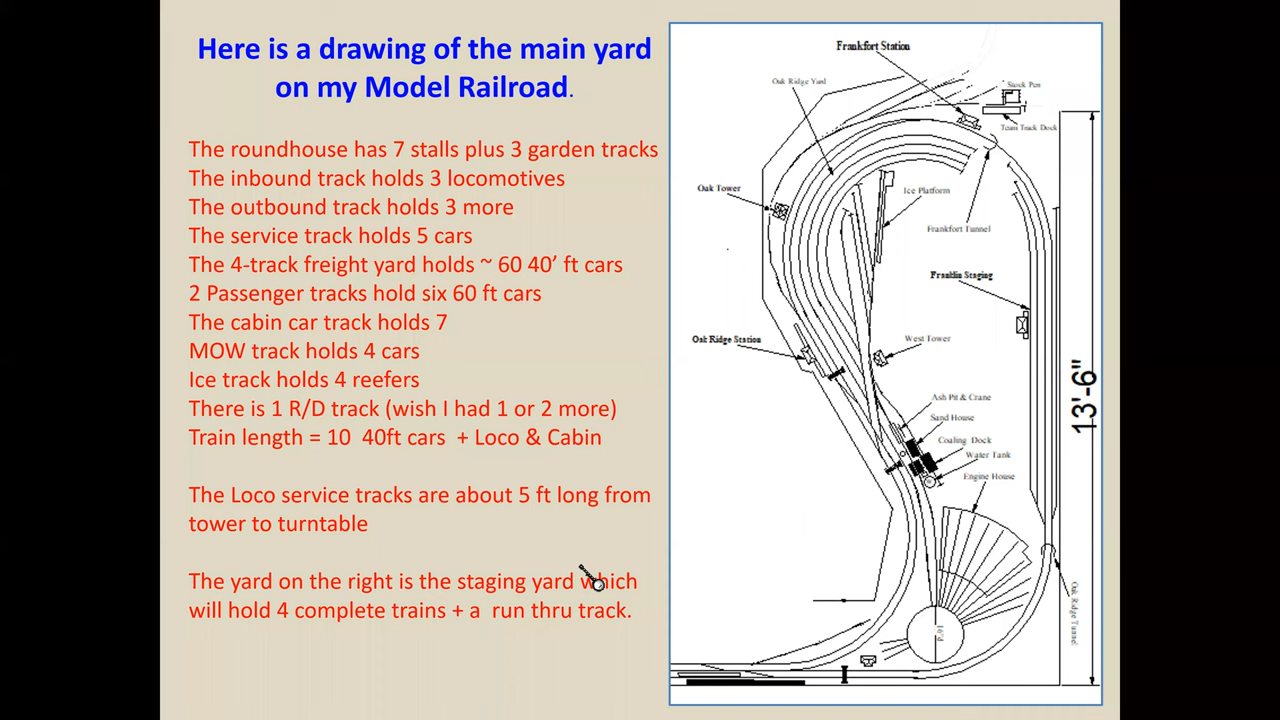 Here is a drawing of the main yard
on my Model Railroad.
The roundhouse has 7 stalls plus 3 garden tracks
The inbound track holds 3 locomotives
The outbound track holds 3 more
The service track holds 5 cars
The 4-track freight yard holds ~ 60 40’ ft cars
2 Passenger tracks hold six 60 ft cars
The cabin car track holds 7
MOW track holds 4 cars
Ice track holds 4 reefers
There is 1 R/D track (wish I had 1 or 2 more)
Train length = 10 40ft cars + Loco & Cabin
The Loco service tracks are about 5 ft long from
tower to turntable
The yard on the right is the staging yard which
will hold 4 complete trains + a run thru track.
Frankfort Station
Oak Ridge Yard
Stock Pen
Team Track Dock
Oak Tower
Ice Platform
Frankfort Tunnel
Franklin Staging
Oak Ridge Station
West Tower
13'-6"
Ash Pit & Crane
Sand House
Coaling Dock
Water Tank
Engine House
Oak Ridge Tunnel